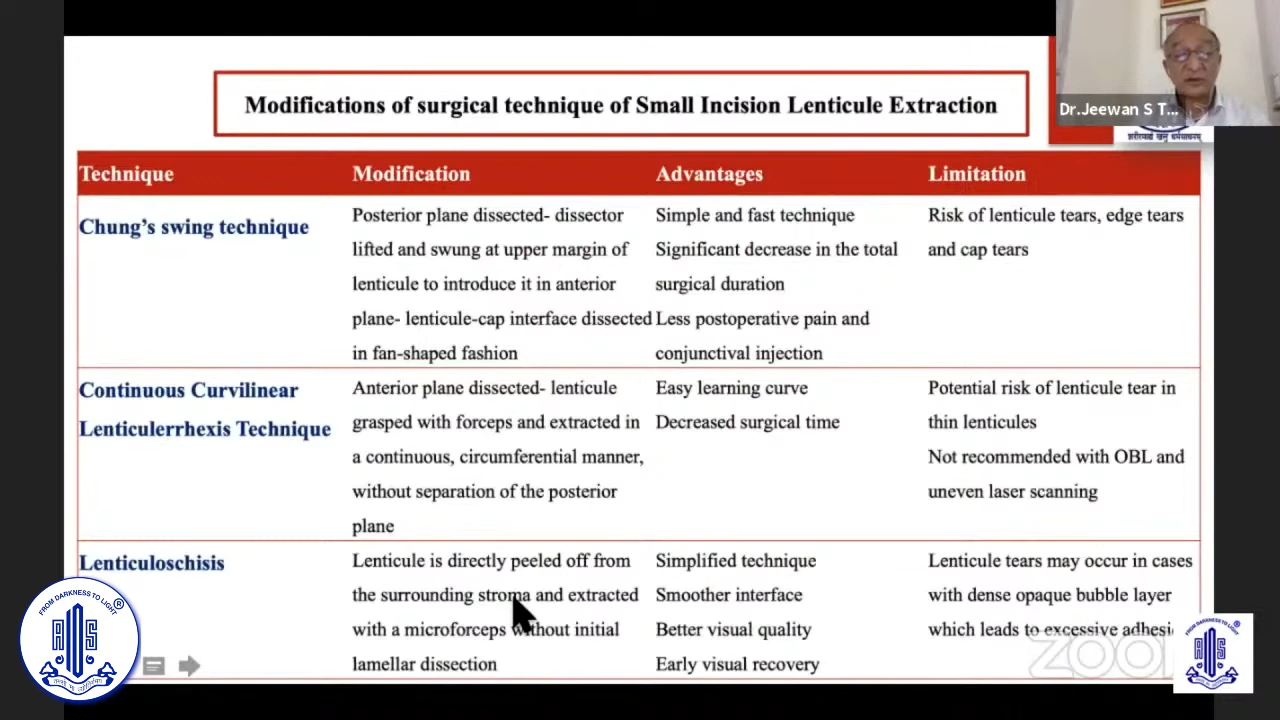 Modifications of surgical technique of Small Incision Lenticule Extraction
Dr.Jeewan S T...
Technique Modification Advantages Limitation
Chung's swing technique
Posterior plane dissected- dissector
lifted and swung at upper margin of
lenticule to introduce it in anterior
plane- lenticule-cap interface dissected
in fan-shaped fashion
Simple and fast technique
Significant decrease in the total
surgical duration
Less postoperative pain and
conjunctival injection
Risk of lenticule tears, edge tears
and cap tears
Continuous Curvilinear
Lenticulerrhexis Technique
Anterior plane dissected- lenticule
grasped with forceps and extracted in
a continuous, circumferential manner,
without separation of the posterior
plane
Easy learning curve
Decreased surgical time
Potential risk of lenticule tear in
thin lenticules
Not recommended with OBL and
uneven laser scanning
Lenticuloschisis
Lenticule is directly peeled off from
the surrounding stroma and extracted
with a microforceps without initial
lamellar dissection
Simplified technique
Smoother interface
Better visual quality
Early visual recovery
Lenticule tears may occur in cases
with dense opaque bubble layer
which leads to excessive adhesi
zoom
FROM DARKNESS TO LIGHT